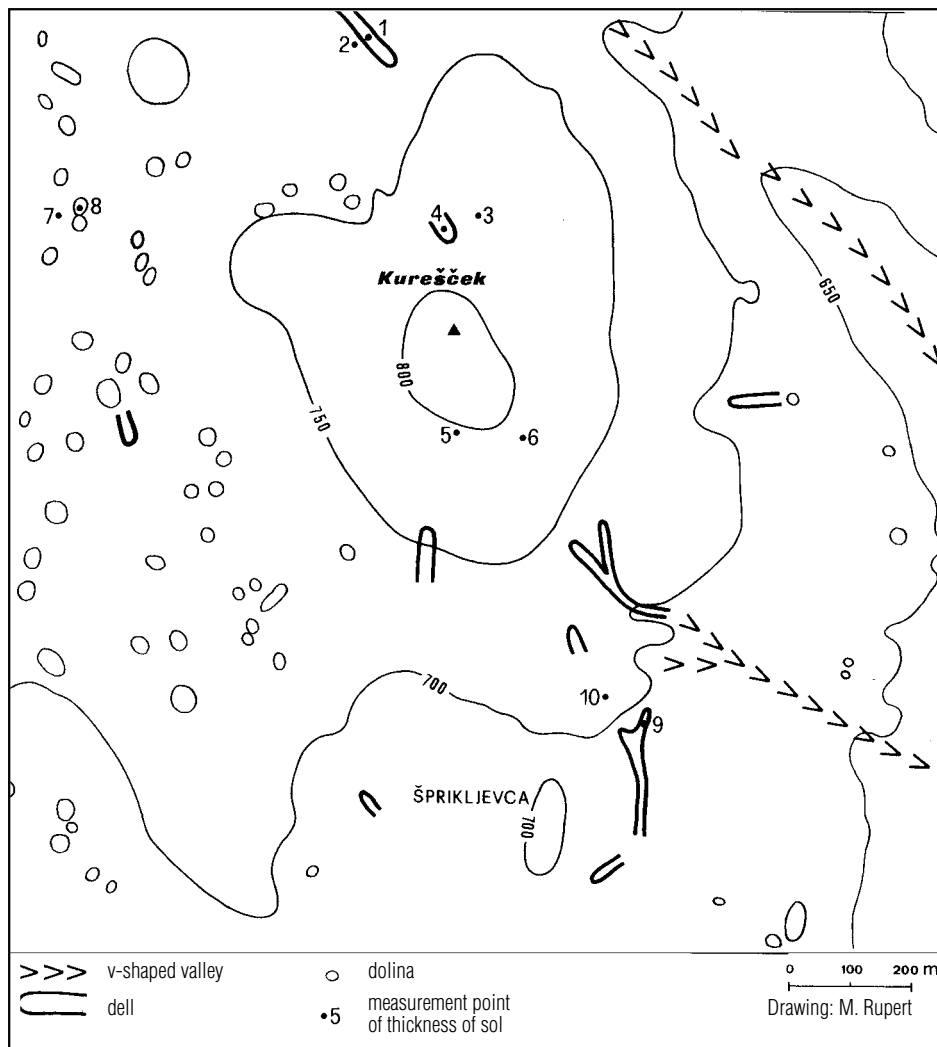 1
2
7
8
4
3
Kureščck
650
800
750
5
6
700
10
9
ŠPRIKLJEVCA
700
v-shaped valley
dell
dolina
5
measurement point
of thickness of sol
0 100 200 m
Drawing: M. Rupert